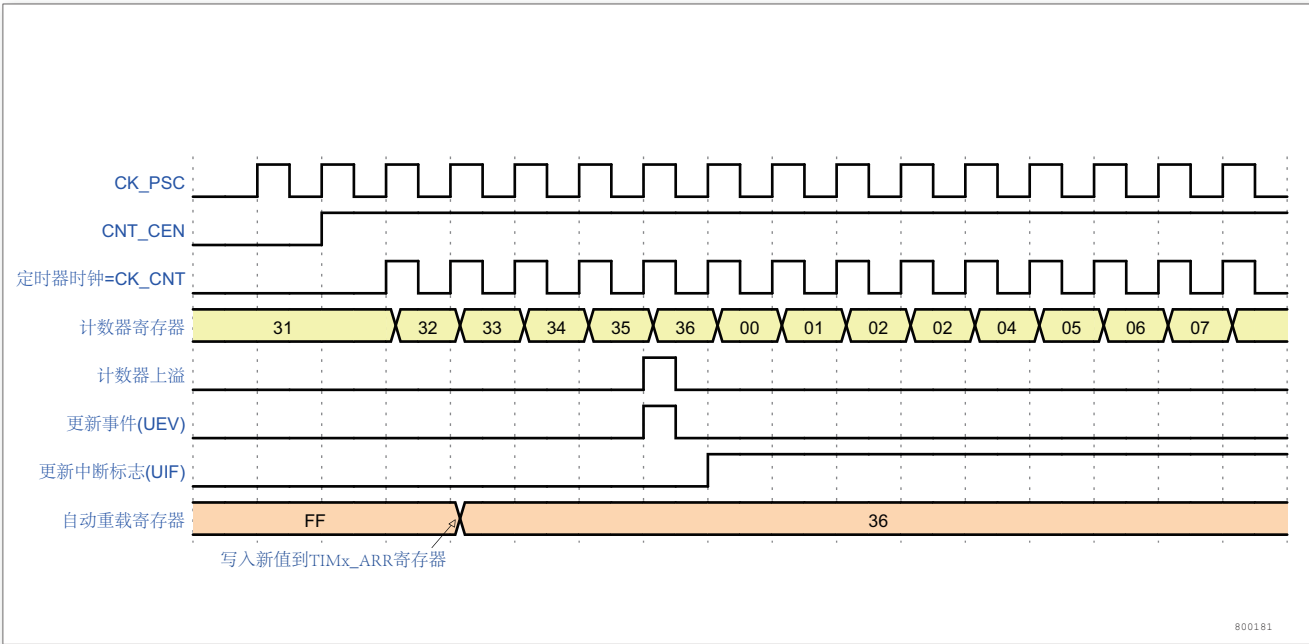 CK_PSC
CNT_CEN
定时器时钟=CK_CNT
计数器寄存器 31 32 33 34 35 36 00 01 02 02 04 05 06 07
计数器上溢
更新事件(UEV)
更新中断标志(UIF)
自动重载寄存器 FF 36
写入新值到TIMx_ARR寄存器
800181